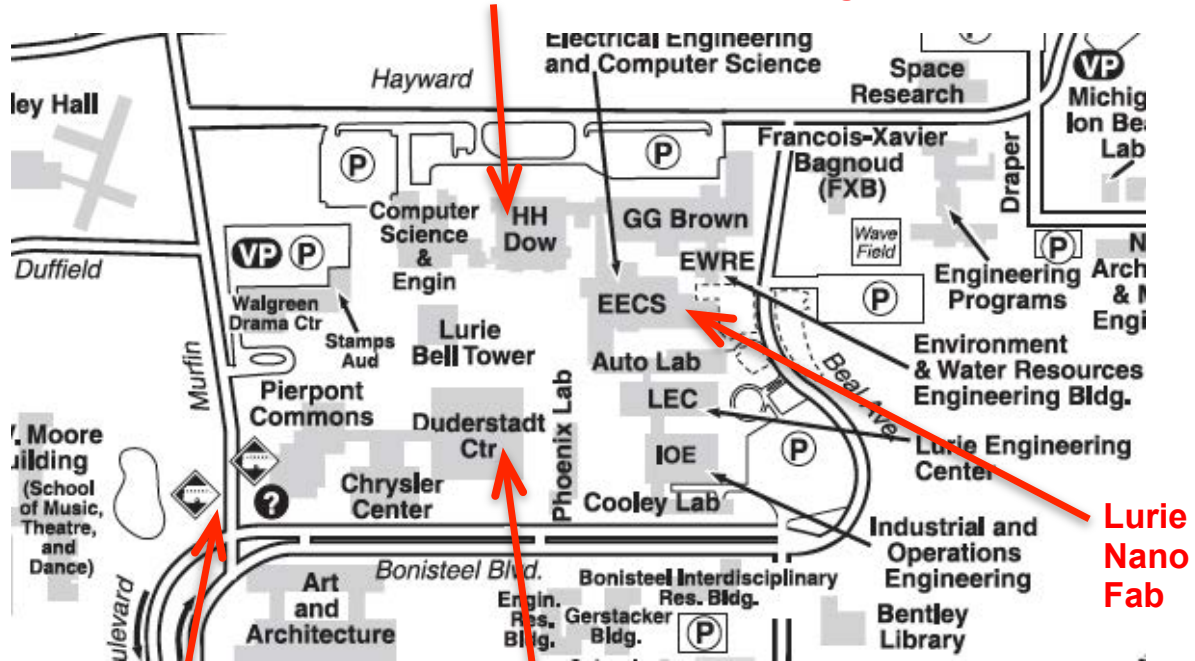 Electrical Engineering
and Computer Science
Hayward
Space
Research
VP
Michig
Ion Be
Lab
ley Hall
P
P
Francois-Xavier
Bagnoud
(FXB)
Draper
Computer
Science
&
Engin
HH
Dow
GG Brown
Wave
Field
VP P
Duffield
EWRE
Engineering
Programs
P
N
Arch
& M
Engi
Walgreen
Drama Ctr
Stamps
Aud
EECS
P
Lurie
Bell Tower
Environment
& Water Resources
Engineering Bldg.
Murfin
Auto Lab
Beal Ave.
Pierpont
Commons
Phoenix Lab
LEC
Duderstadt
Ctr
Lurie Engineering
Center
. Moore
uilding
(School
of Music,
Theatre,
and
Dance)
IOE
P
?
Chrysler
Center
Cooley Lab
Lurie
Nano
Fab
Industrial and
Operations
Engineering
Bonisteel Blvd.
Art
and
Architecture
Engin.
Res.
Bldg.
Bonisteel Interdisciplinary
Res. Bldg.
Gerstacker
Bldg.
P
Bentley
Library
ulevard